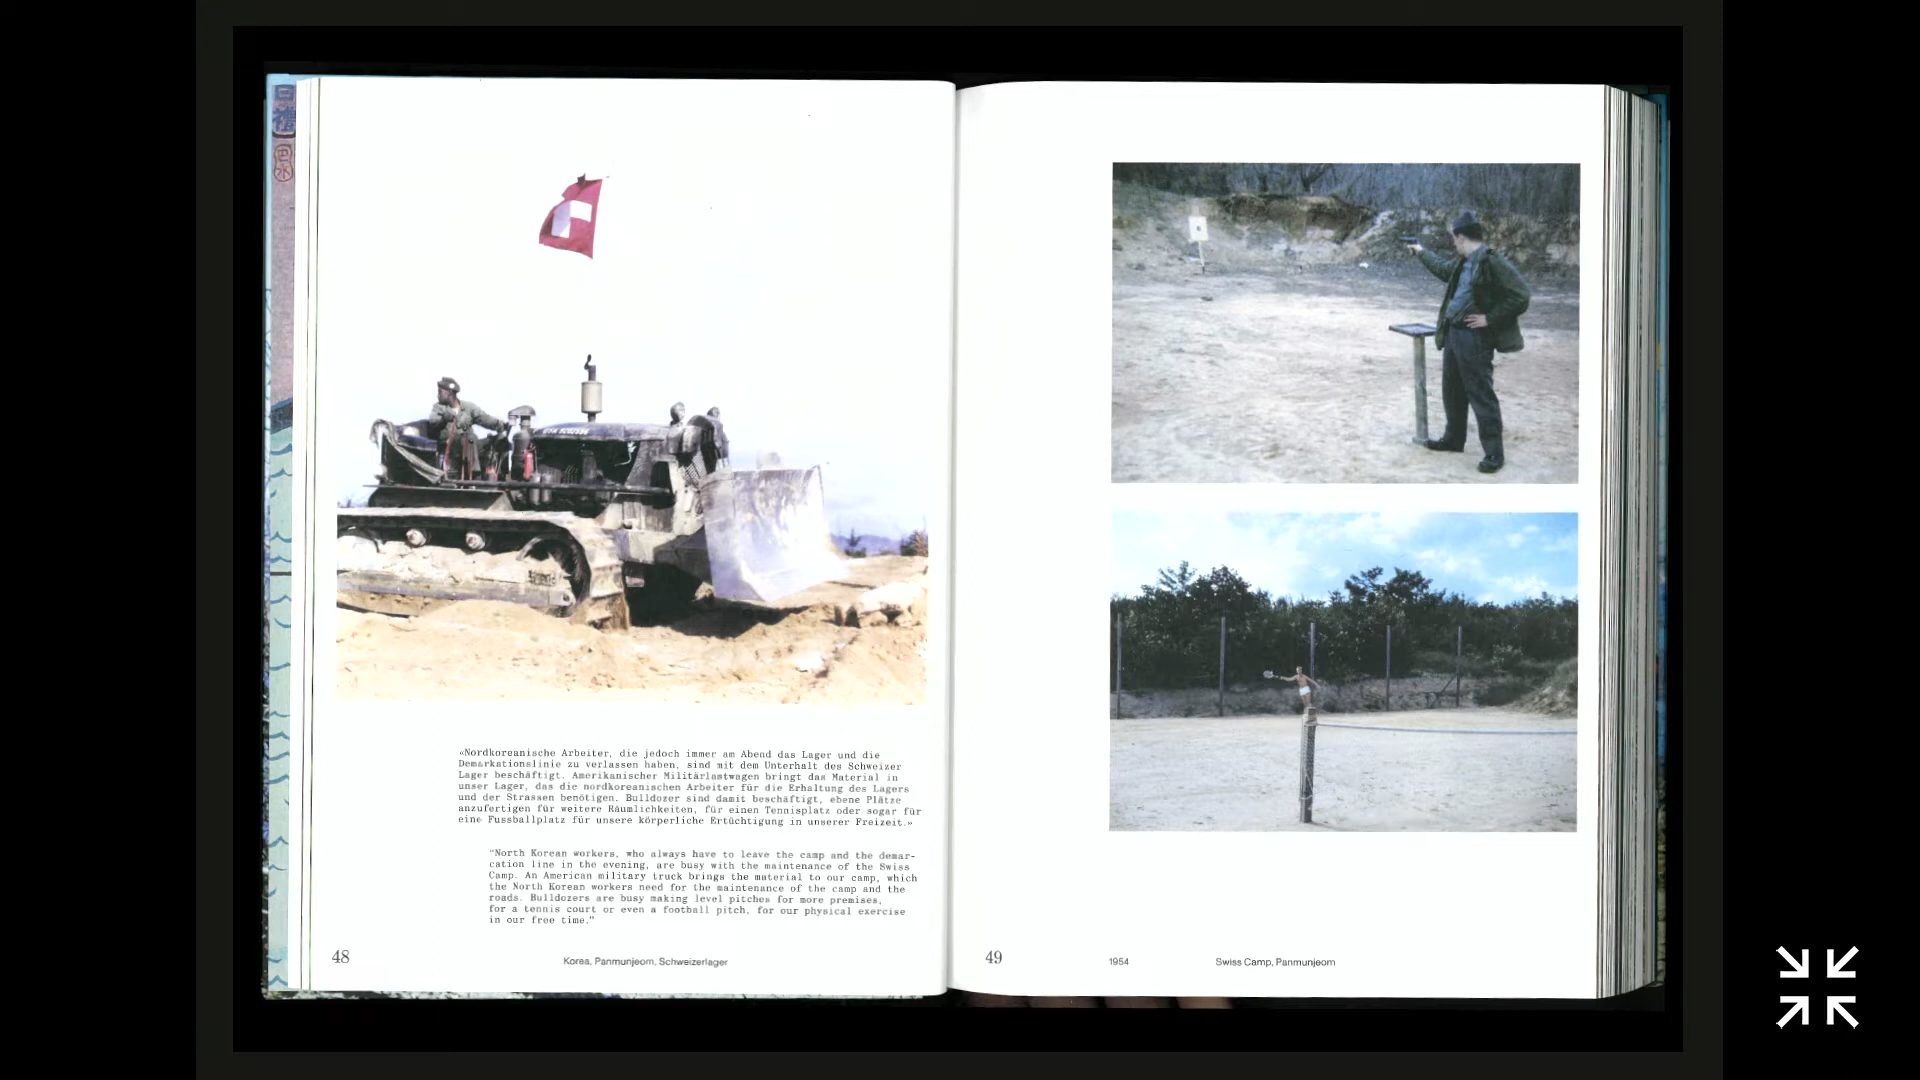 «Nordkoreanische Arbeiter, die jedoch immer am Abend das Lager und die
Demarkationslinie zu verlassen haben, sind mit dem Unterhalt des Schweizer
Lager beschäftigt. Amerikanischer Militärlastwagen bringt das Material in
unser Lager, das die nordkoreanischen Arbeiter für die Erhaltung des Lagers
und der Strassen benötigen. Bulldozer sind damit beschäftigt, ebene Plätze
anzufertigen für weitere Räumlichkeiten, für einen Tennisplatz oder sogar für
eine Fussballplatz für unsere körperliche Ertüchtigung in unserer Freizeit.»
"North Korean workers, who always have to leave the camp and the demar-
cation line in the evening, are busy with the maintenance of the Swiss
Camp. An American military truck brings the material to our camp, which
the North Korean workers need for the maintenance of the camp and the
roads. Bulldozers are busy making level pitches for more premises,
for a tennis court or even a football pitch, for our physical exercise
in our free time."
48
Korea, Panmunjeom, Schweizerlager
49
1954
Swiss Camp, Panmunjeom